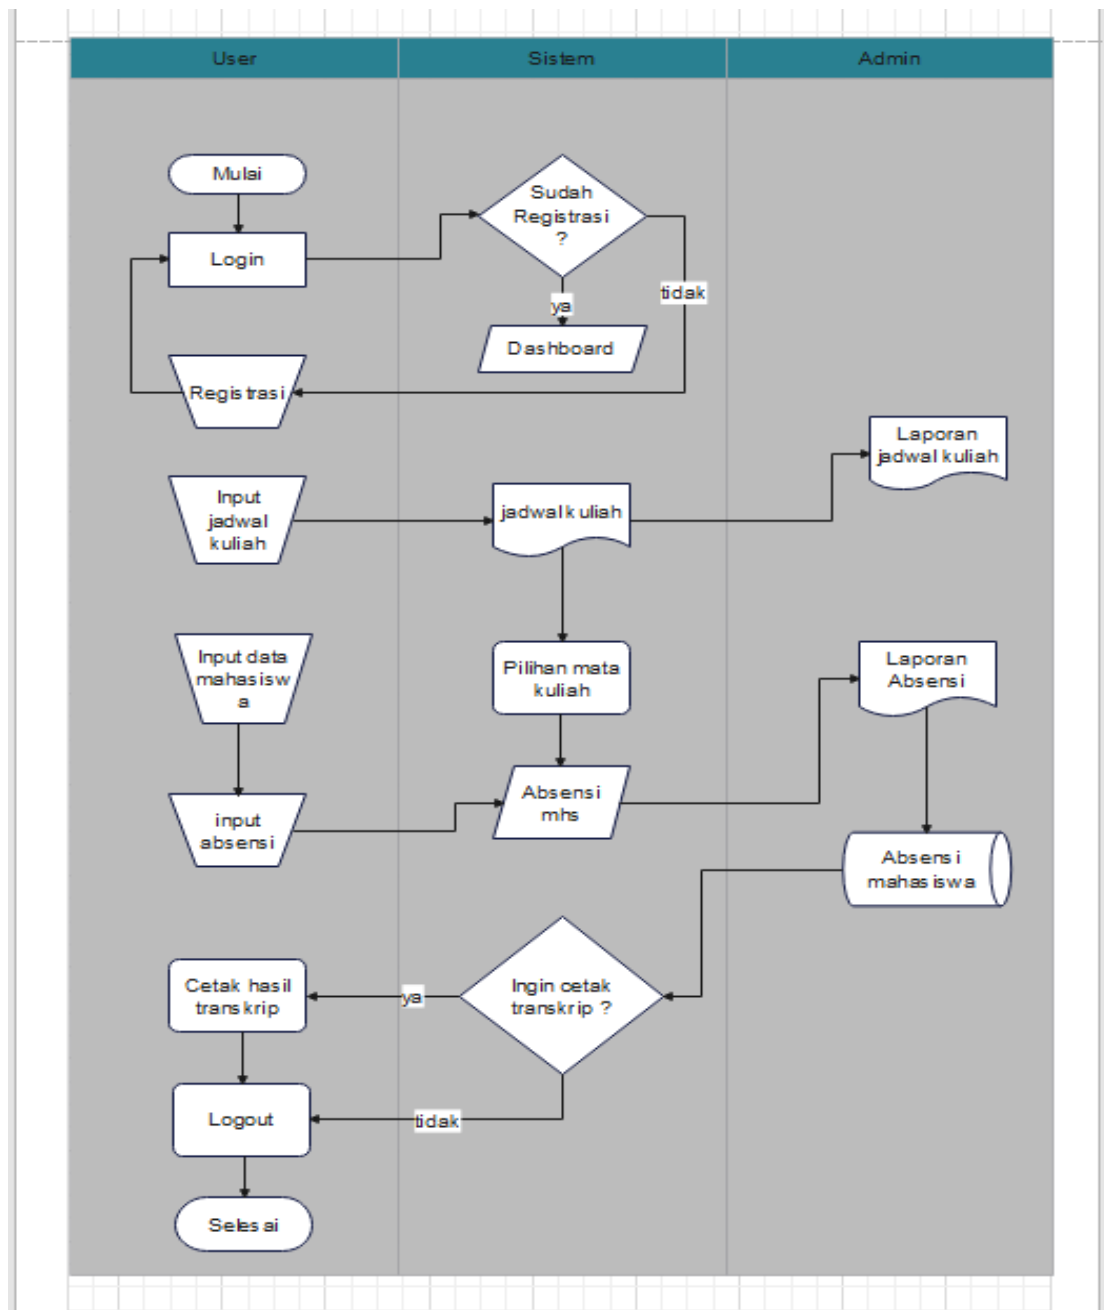 User
Sistem
Admin
Mulai
Sudah
Registrasi
?
Login
ya
tidak
Dashboard
Registrasi
Laporan
jadwal kuliah
Input
jadwal
kuliah
jadwal kuliah
Input data
mahasisw
a
Pilihan mata
kuliah
Laporan
Absensi
input
absensi
Absensi
mhs
Absensi
mahasiswa
Cetak hasil
transkrip
ya
Ingin cetak
transkrip ?
Logout
tidak
Selesai